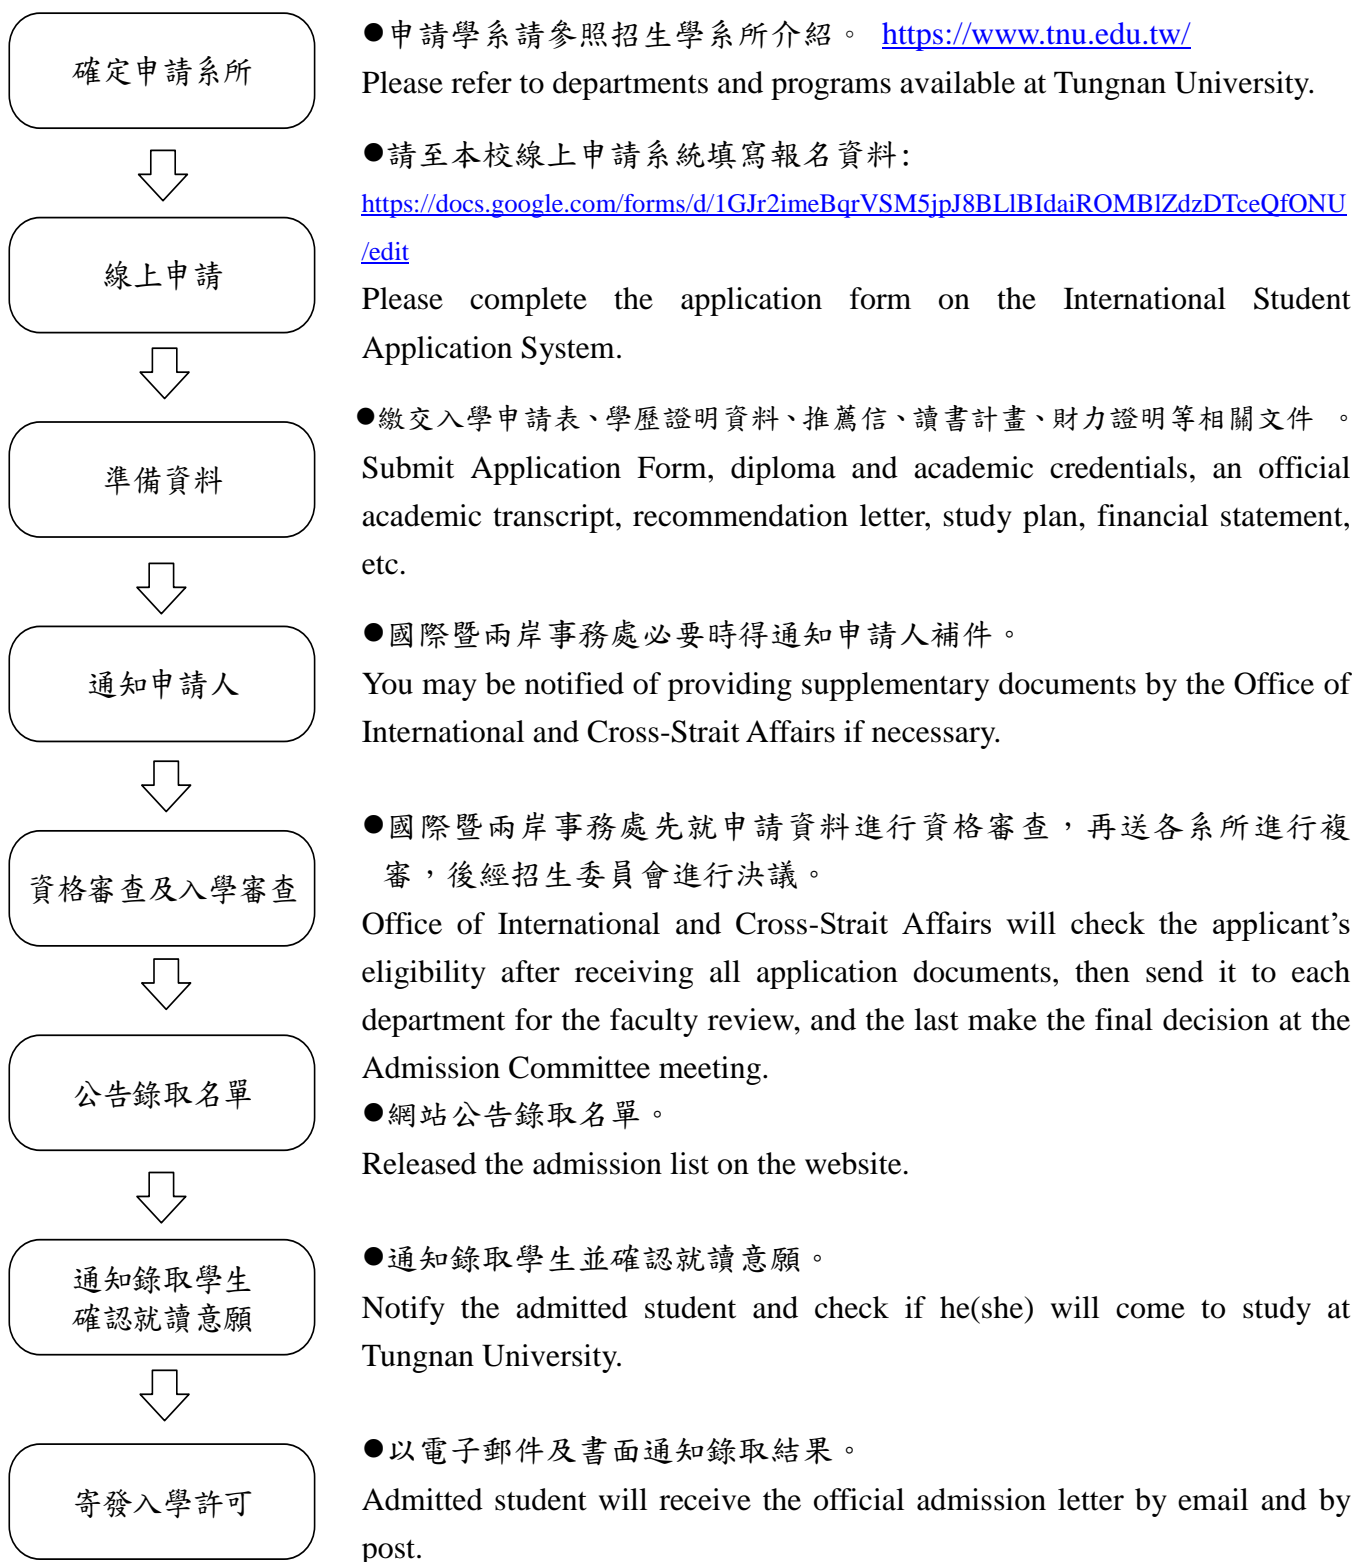 確定申請系所
●申請學系請參照招生學系所介紹。 https://www.tnu.edu.tw/
Please refer to departments and programs available at Tungnan University.
線上申請
●請至本校線上申請系統填寫報名資料:
https://docs.google.com/forms/d/1GJr2imeBqrVSM5jpJ8BLlBIdaiROMBlZdzDTceQfONU
/edit
Please complete the application form on the International Student
Application System.
準備資料
●繳交入學申請表、學歷證明資料、推薦信、讀書計畫、財力證明等相關文件 。
Submit Application Form, diploma and academic credentials, an official
academic transcript, recommendation letter, study plan, financial statement,
etc.
通知申請人
●國際暨兩岸事務處必要時得通知申請人補件。
You may be notified of providing supplementary documents by the Office of
International and Cross-Strait Affairs if necessary.
資格審查及入學審查
●國際暨兩岸事務處先就申請資料進行資格審查，再送各系所進行複
審，後經招生委員會進行決議。
Office of International and Cross-Strait Affairs will check the applicant’s
eligibility after receiving all application documents, then send it to each
department for the faculty review, and the last make the final decision at the
Admission Committee meeting.
公告錄取名單
●網站公告錄取名單。
Released the admission list on the website.
通知錄取學生
確認就讀意願
●通知錄取學生並確認就讀意願。
Notify the admitted student and check if he(she) will come to study at
Tungnan University.
寄發入學許可
●以電子郵件及書面通知錄取結果。
Admitted student will receive the official admission letter by email and by
post.